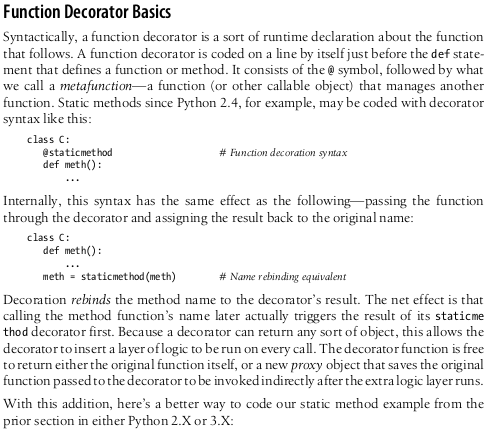 Function Decorator Basics
Syntactically, a function decorator is a sort of runtime declaration about the function
that follows. A function decorator is coded on a line by itself just before the def state-
ment that defines a function or method. It consists of the @ symbol, followed by what
we call a metafunction—a function (or other callable object) that manages another
function. Static methods since Python 2.4, for example, may be coded with decorator
syntax like this:
class C:
@staticmethod # Function decoration syntax
def meth():
...
Internally, this syntax has the same effect as the following—passing the function
through the decorator and assigning the result back to the original name:
class C:
def meth():
...
meth = staticmethod(meth) # Name rebinding equivalent
Decoration rebinds the method name to the decorator's result. The net effect is that
calling the method function's name later actually triggers the result of its staticme
thod decorator first. Because a decorator can return any sort of object, this allows the
decorator to insert a layer of logic to be run on every call. The decorator function is free
to return either the original function itself, or a new proxy object that saves the original
function passed to the decorator to be invoked indirectly after the extra logic layer runs.
With this addition, here's a better way to code our static method example from the
prior section in either Python 2.X or 3.X: